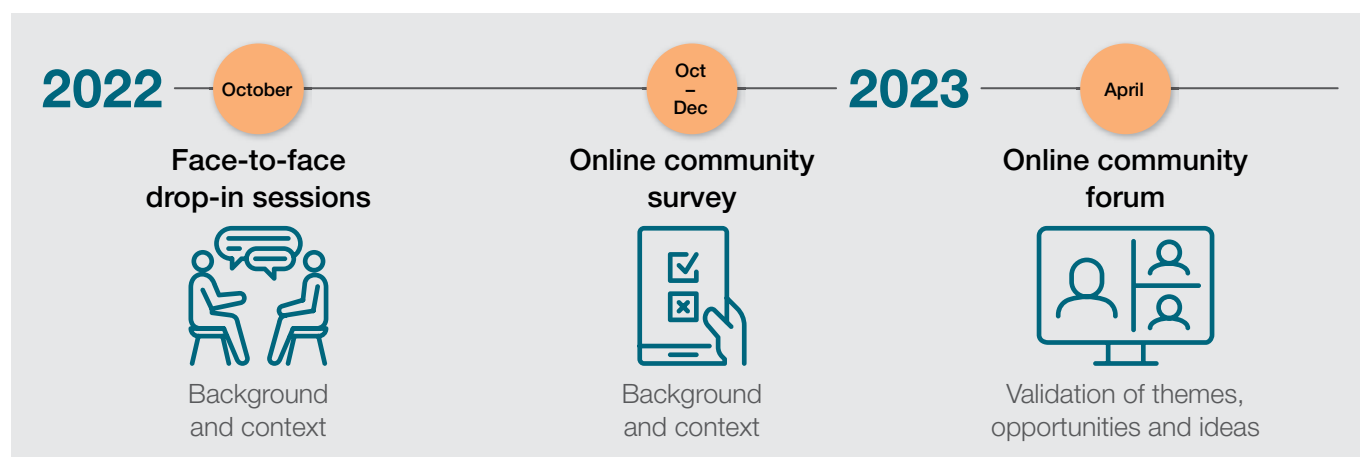 2022
October
Face-to-face
drop-in sessions
Background
and context
Oct
–
Dec
Online community
survey
Background
and context
2023
April
Online community
forum
Validation of themes,
opportunities and ideas